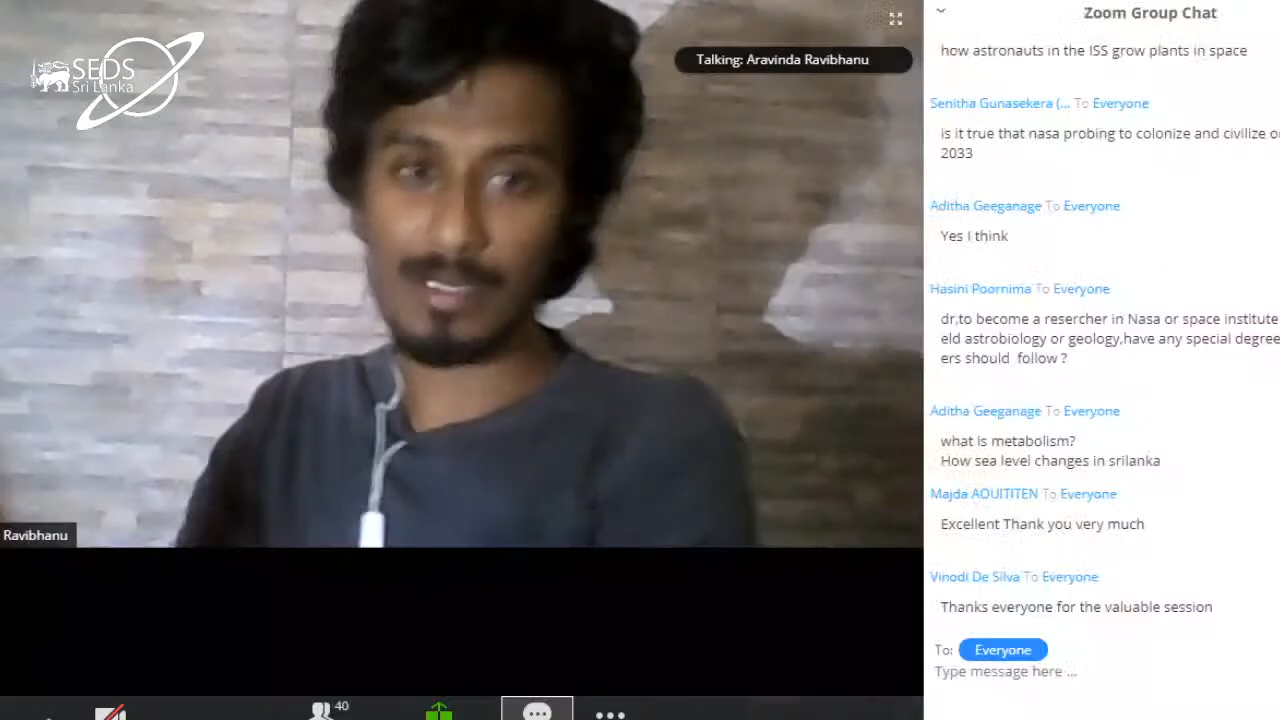 SEDS
Sri Lanka
Talking: Aravinda Ravibhanu
Ravibhanu
40
Zoom Group Chat
how astronauts in the ISS grow plants in space
Senitha Gunasekera (... To Everyone
is it true that nasa probing to colonize and civilize
2033
Aditha Geeganage To Everyone
Yes I think
Hasini Poornima To Everyone
dr,to become a resercher in Nasa or space institute
eld astrobiology or geology,have any special degree
ers should follow ?
Aditha Geeganage To Everyone
what is metabolism?
How sea level changes in srilanka
Majda AOUITITEN To Everyone
Excellent Thank you very much
Vinodi De Silva To Everyone
Thanks everyone for the valuable session
To: Everyone
Type message here ...